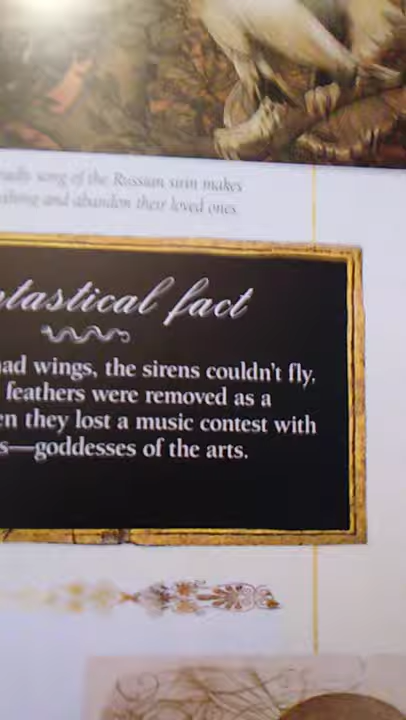 song of the Russian sirin makes
and abandon their loved ones.
tastical fact
ad wings, the sirens couldn't fly.
feathers were removed as a
en they lost a music contest with
s—goddesses of the arts.